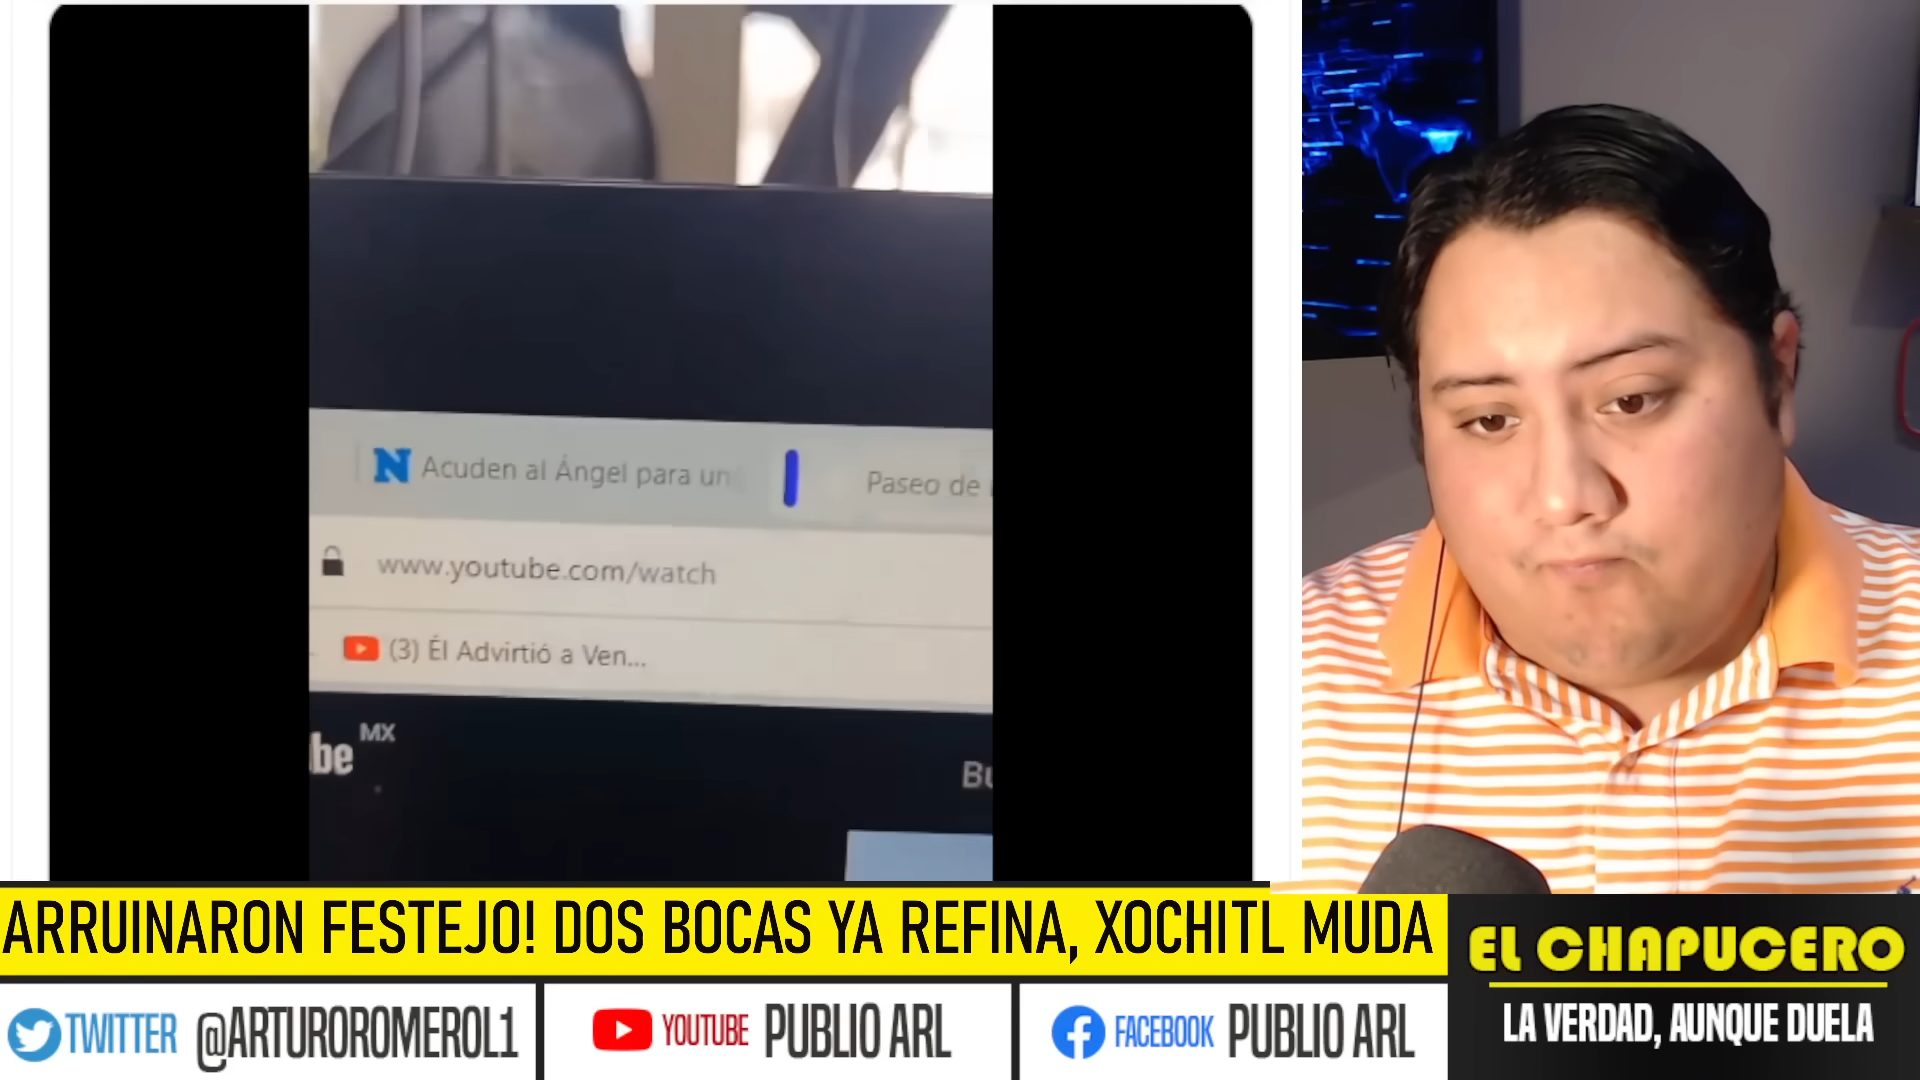 N Acuden al Ángel para un
Paseo de
www.youtube.com/watch
(3) Él Advirtió a Ven...
be MX
Bu
ARRUINARON FESTEJO! DOS BOCAS YA REFINA, XOCHITL MUDA
EL CHAPUCERO
LA VERDAD, AUNQUE DUELA
TWITTER @ARTUROROMEROL1
YOUTUBE PUBLIO ARL
FACEBOOK PUBLIO ARL